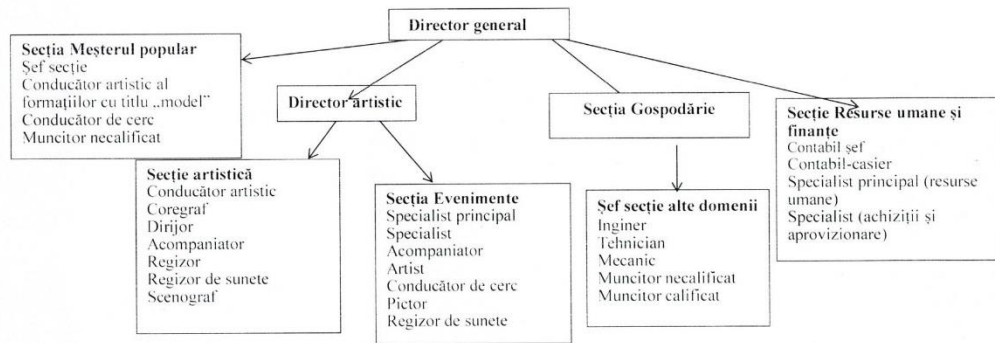 Director general
Secția Meșterul popular
Șef secție
Conducător artistic al
formațiilor cu titlu „model"
Conducător de cerc
Muncitor necalificat
Director artistic
Secția Gospodărie
Secție Resurse umane și
finanțe
Contabil șef
Contabil-casier
Specialist principal (resurse
umane)
Specialist (achiziții și
aprovizionare)
Secție artistică
Conducător artistic
Coregraf
Dirijor
Acompaniator
Regizor
Regizor de sunete
Scenograf
Secția Evenimente
Specialist principal
Specialist
Acompaniator
Artist
Conducător de cerc
Pictor
Regizor de sunete
Șef secție alte domenii
Inginer
Tehnician
Mecanic
Muncitor necalificat
Muncitor calificat